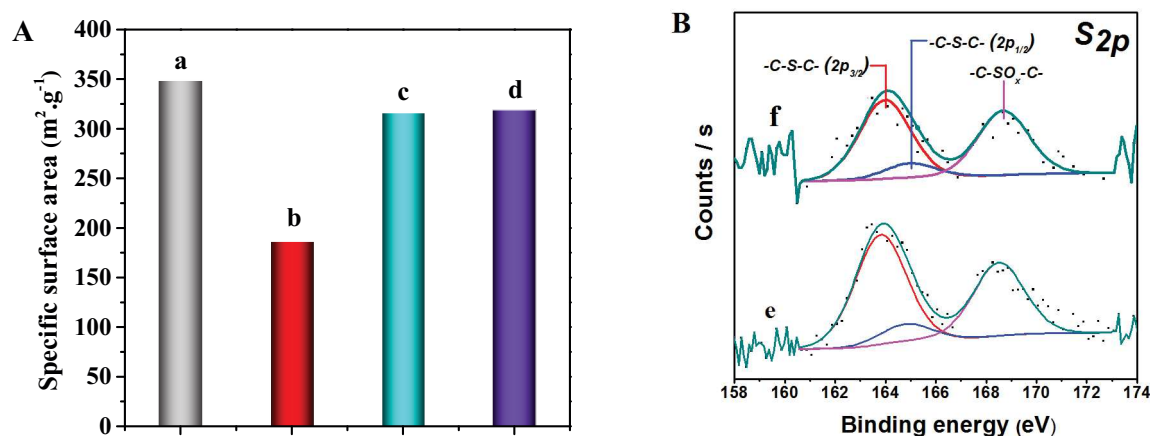 A
Specific surface area (m².g⁻¹)
400
350
300
250
200
150
100
50
0
a
b
c
d
B
S2p
-C-S-C- (2p1/2)
-C-S-C- (2p3/2)
-C-SOx-C-
f
e
Counts / s
158 160 162 164 166 168 170 172 174
Binding energy (eV)